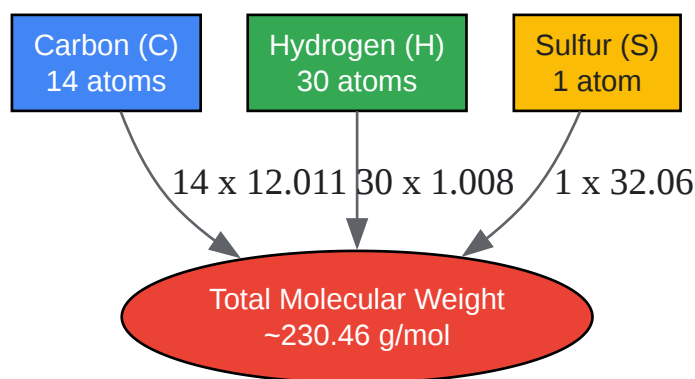 Carbon (C)
14 atoms
Hydrogen (H)
30 atoms
Sulfur (S)
1 atom
14 x 12.011
30 x 1.008
1 x 32.06
Total Molecular Weight
~230.46 g/mol